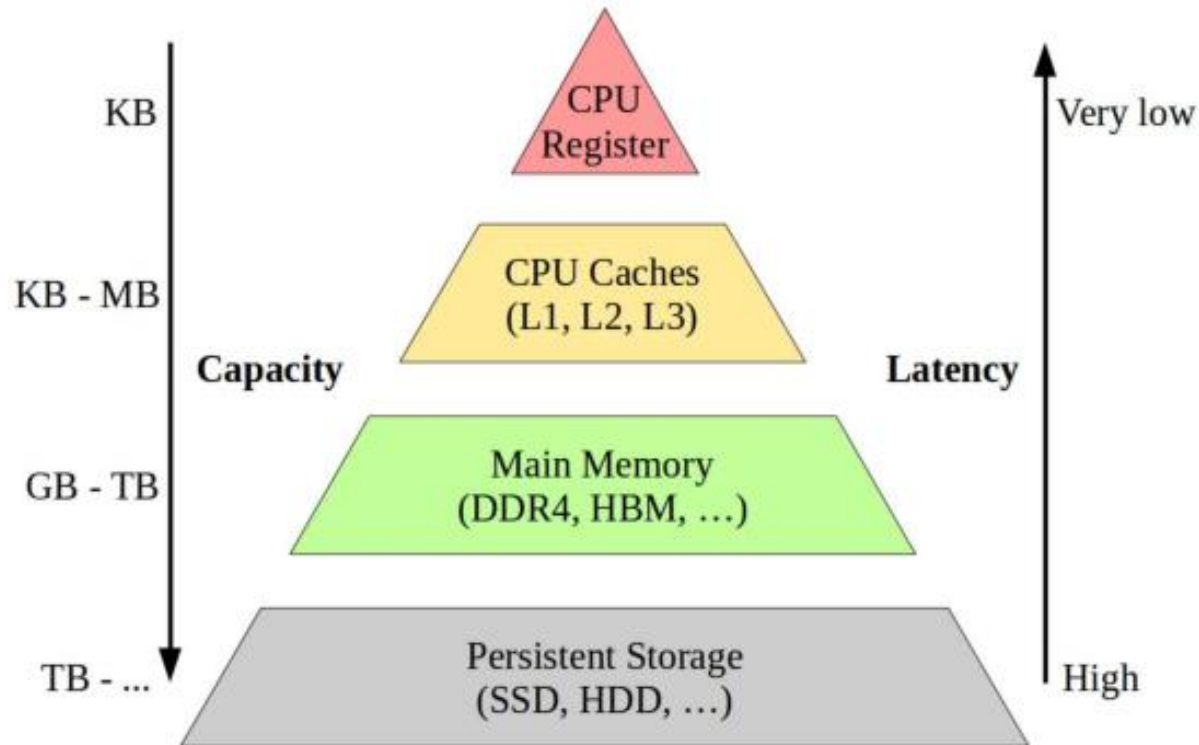 KB
CPU
Register
Very low
KB - MB
CPU Caches
(L1, L2, L3)
Capacity
Latency
GB - TB
Main Memory
(DDR4, HBM, …)
TB - ...
Persistent Storage
(SSD, HDD, …)
High